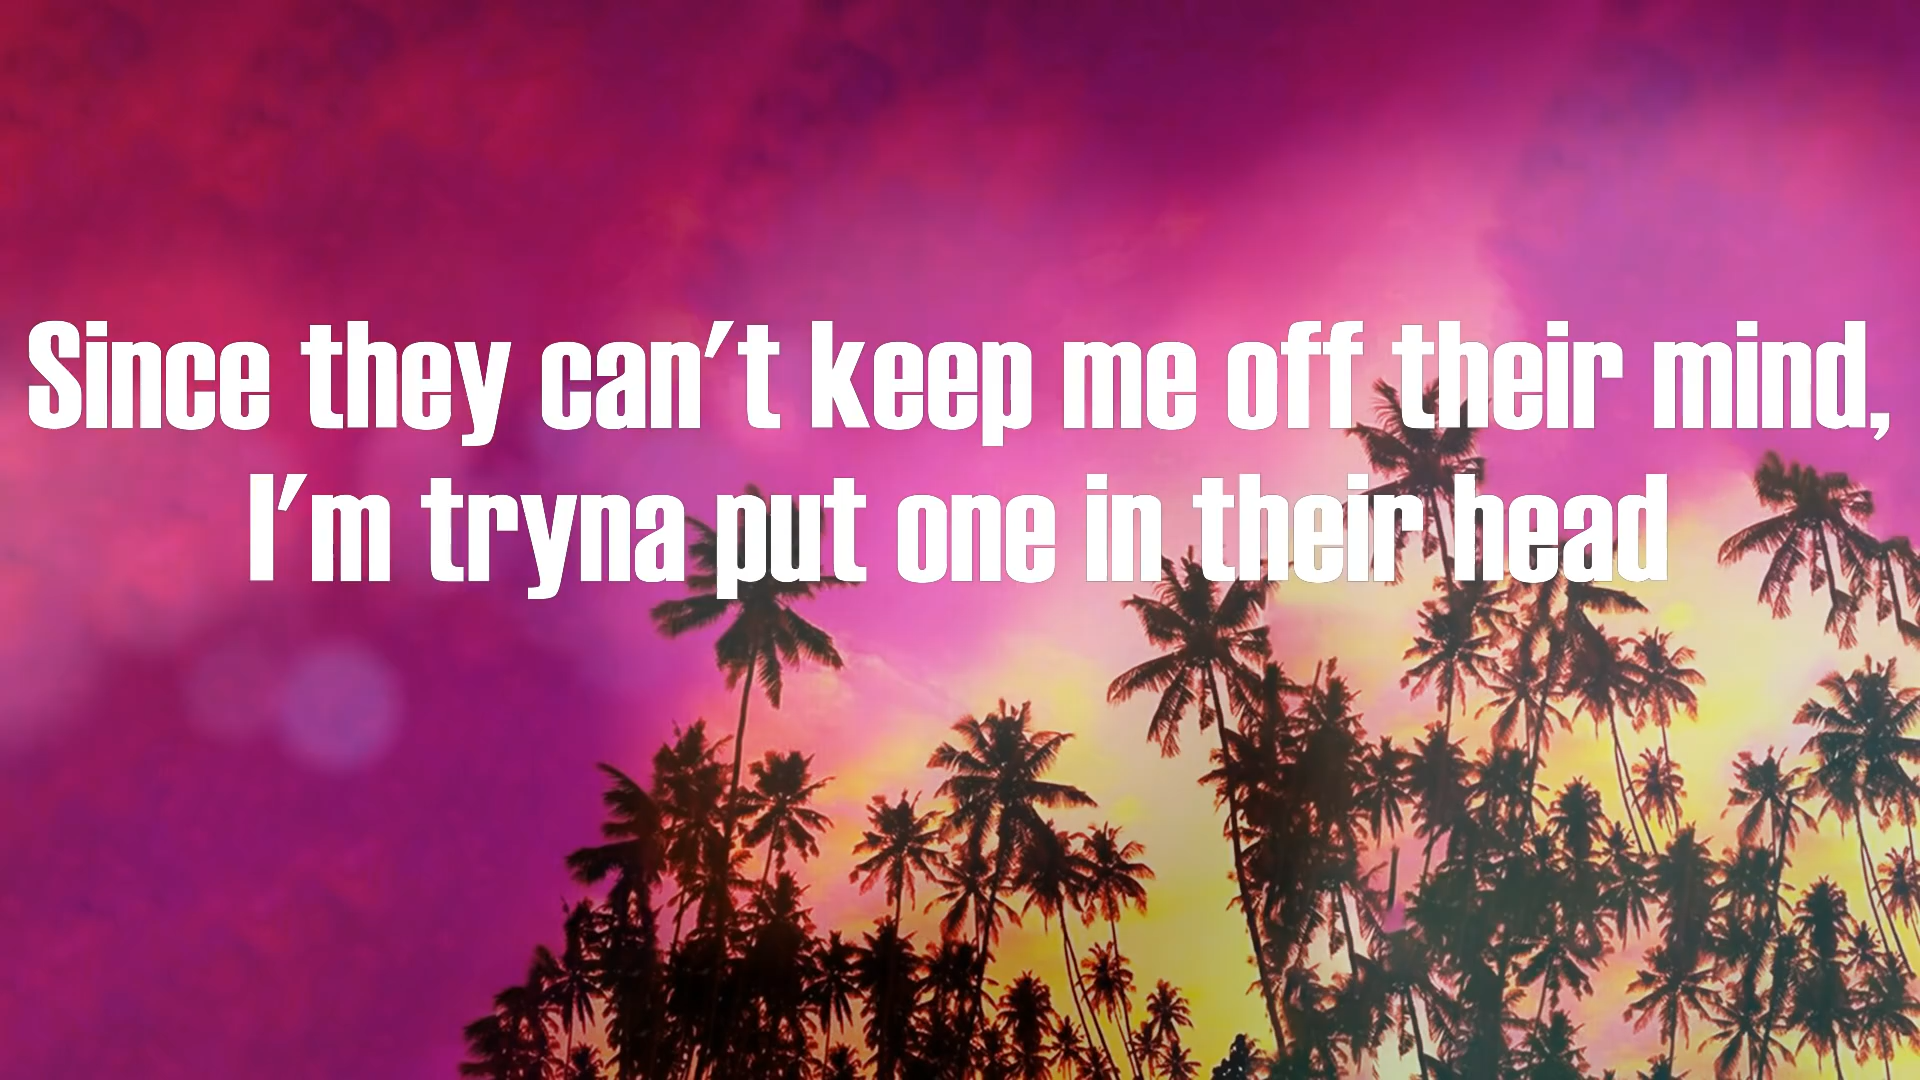 Since they can't keep me off their mind,
I'm tryna put one in their head